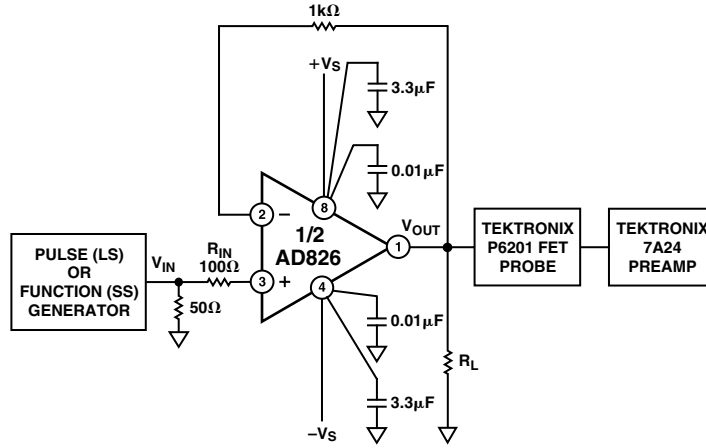 1kΩ
+VS
3.3µF
0.01µF
8
2
−
1/2
AD826
VOUT
1
TEKTRONIX
P6201 FET
PROBE
TEKTRONIX
7A24
PREAMP
PULSE (LS)
OR
FUNCTION (SS)
GENERATOR
VIN
RIN
100Ω
3
+
50Ω
4
0.01µF
3.3µF
RL
−VS